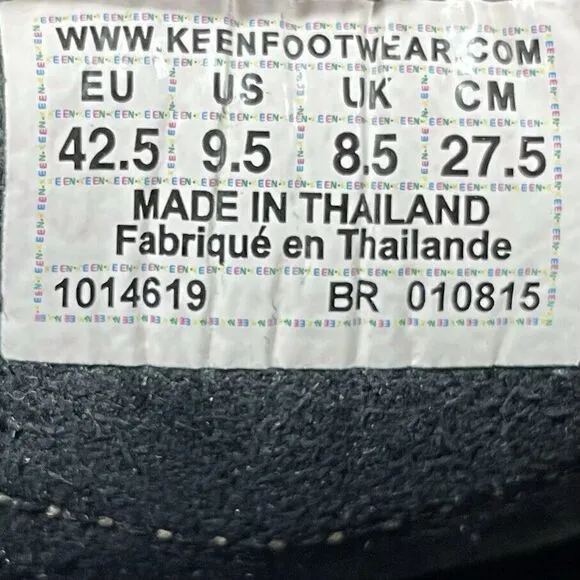 WWW.KEENFOOTWEAR.COM
EU US UK CM
42.5 9.5 8.5 27.5
MADE IN THAILAND
Fabriqué en Thailande
1014619 BR 010815